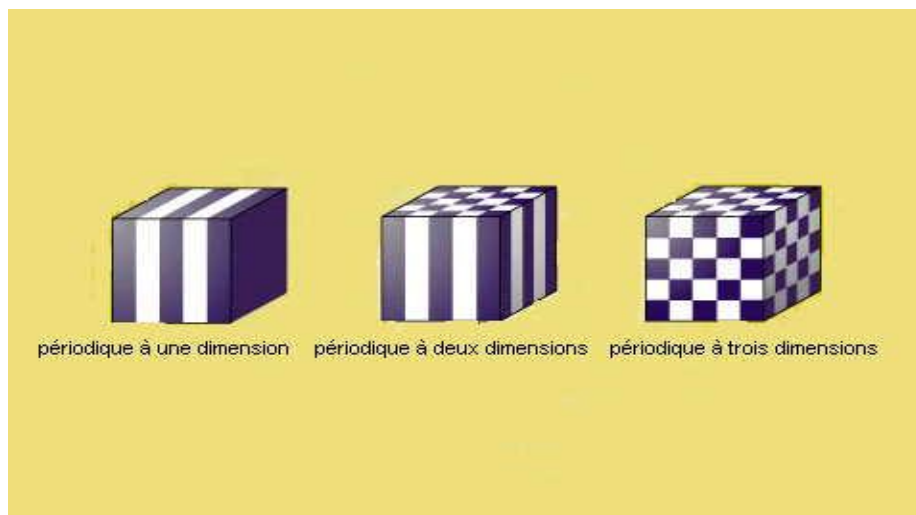 périodique à une dimension
périodique à deux dimensions
périodique à trois dimensions